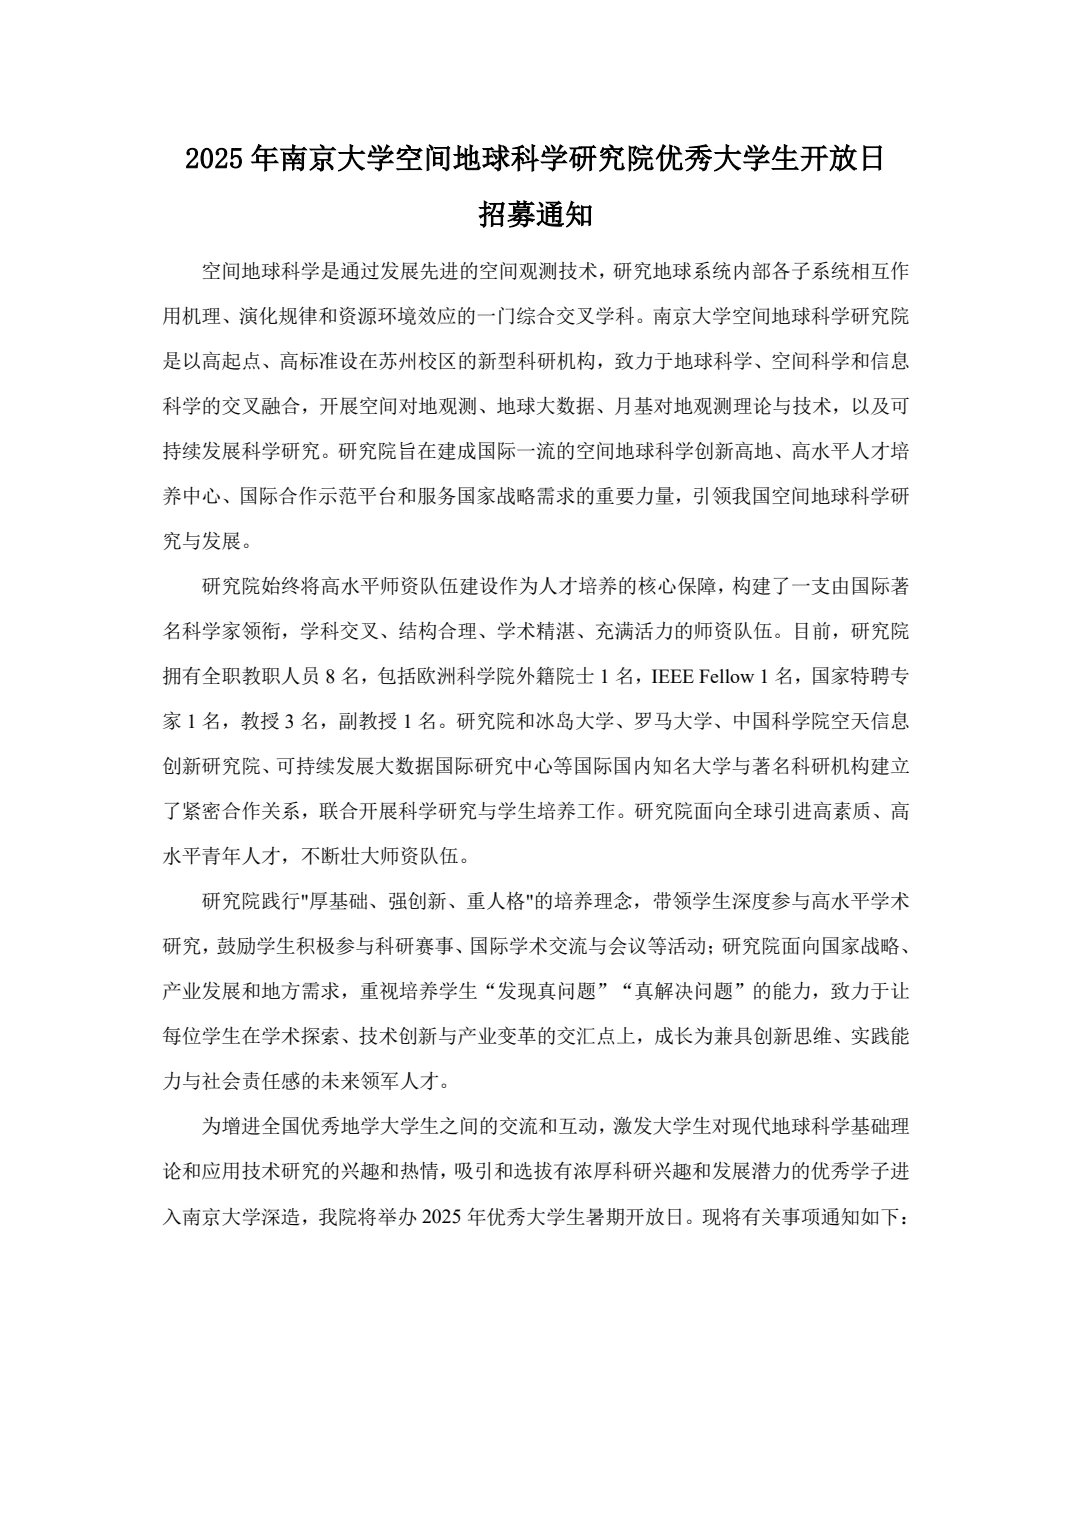 2025 年南京大学空间地球科学研究院优秀大学生开放日
招募通知
空间地球科学是通过发展先进的空间观测技术，研究地球系统内部各子系统相互作
用机理、演化规律和资源环境效应的一门综合交叉学科。南京大学空间地球科学研究院
是以高起点、高标准设在苏州校区的新型科研机构，致力于地球科学、空间科学和信息
科学的交叉融合，开展空间对地观测、地球大数据、月基对地观测理论与技术，以及可
持续发展科学研究。研究院旨在建成国际一流的空间地球科学创新高地、高水平人才培
养中心、国际合作示范平台和服务国家战略需求的重要力量，引领我国空间地球科学研
究与发展。
研究院始终将高水平师资队伍建设作为人才培养的核心保障，构建了一支由国际著
名科学家领衔，学科交叉、结构合理、学术精湛、充满活力的师资队伍。目前，研究院
拥有全职教职人员 8 名，包括欧洲科学院外籍院士 1 名，IEEE Fellow 1 名，国家特聘专
家 1 名，教授 3 名，副教授 1 名。研究院和冰岛大学、罗马大学、中国科学院空天信息
创新研究院、可持续发展大数据国际研究中心等国际国内知名大学与著名科研机构建立
了紧密合作关系，联合开展科学研究与学生培养工作。研究院面向全球引进高素质、高
水平青年人才，不断壮大师资队伍。
研究院践行"厚基础、强创新、重人格"的培养理念，带领学生深度参与高水平学术
研究，鼓励学生积极参与科研赛事、国际学术交流与会议等活动；研究院面向国家战略、
产业发展和地方需求，重视培养学生“发现真问题”“真解决问题”的能力，致力于让
每位学生在学术探索、技术创新与产业变革的交汇点上，成长为兼具创新思维、实践能
力与社会责任感的未来领军人才。
为增进全国优秀地学大学生之间的交流和互动，激发大学生对现代地球科学基础理
论和应用技术研究的兴趣和热情，吸引和选拔有浓厚科研兴趣和发展潜力的优秀学子进
入南京大学深造，我院将举办 2025 年优秀大学生暑期开放日。现将有关事项通知如下：